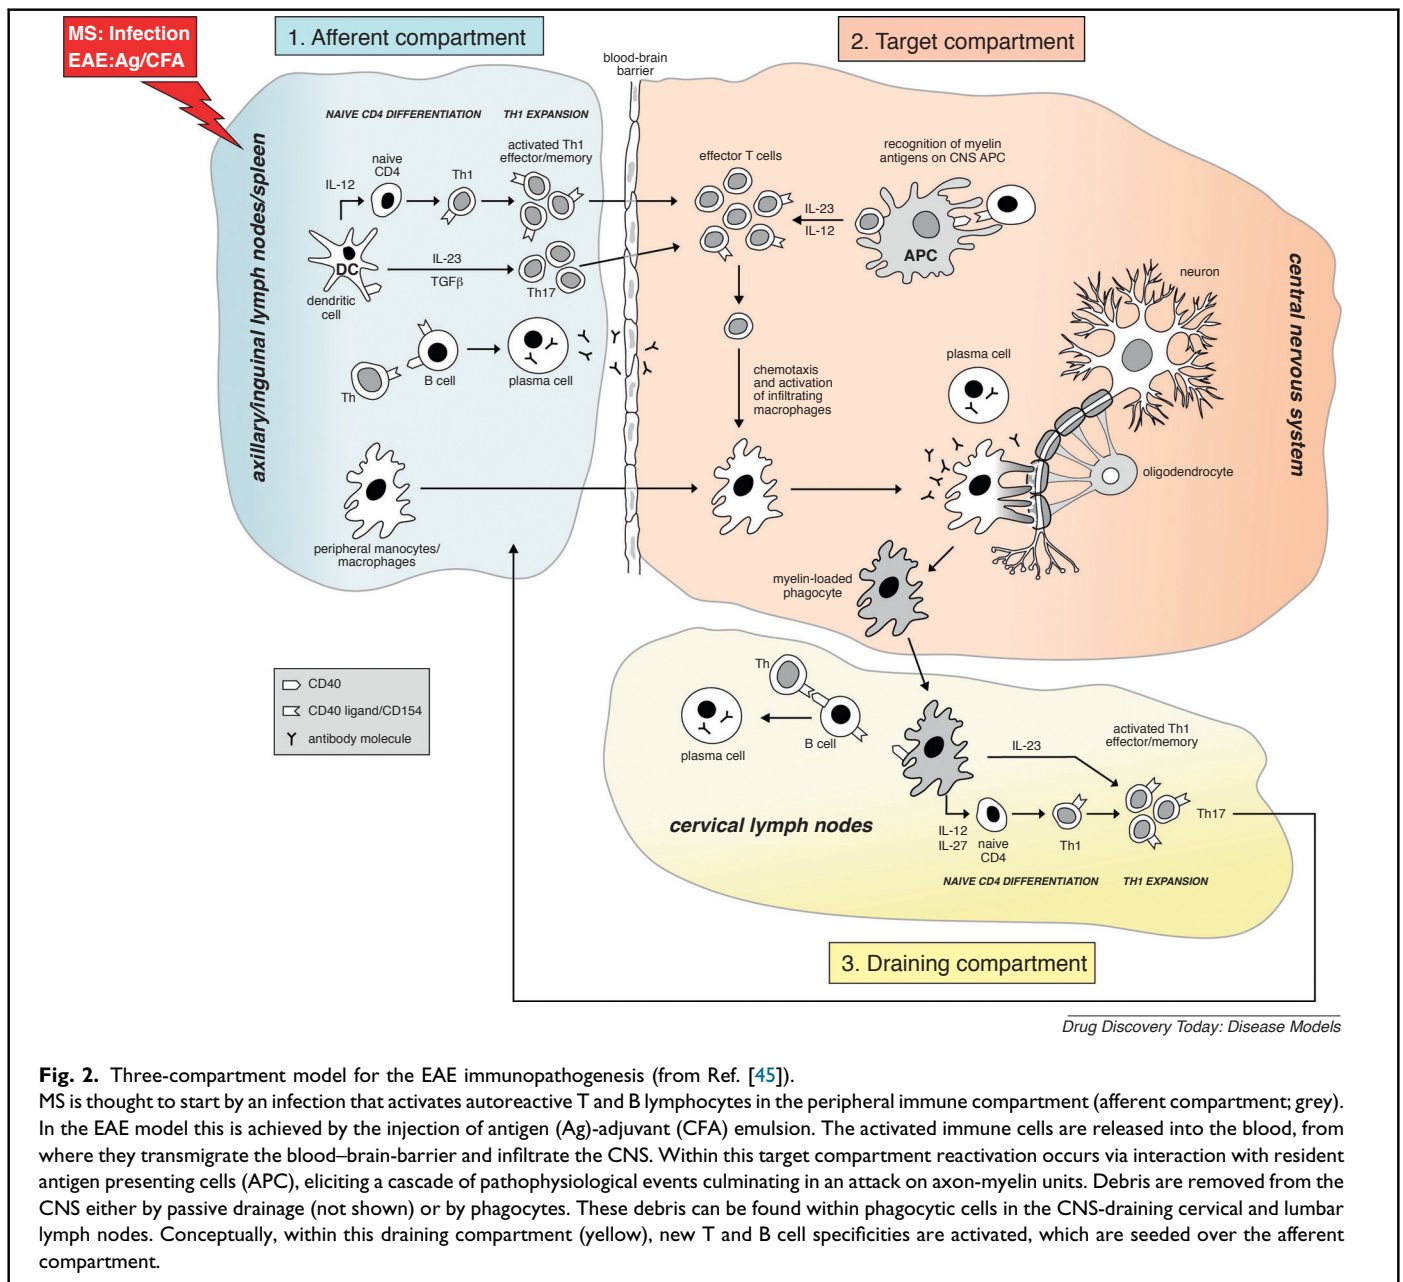 MS: Infection
EAE:Ag/CFA
1. Afferent compartment
2. Target compartment
blood-brain
barrier
axillary/inguinal lymph nodes/spleen
NAIVE CD4 DIFFERENTIATION
TH1 EXPANSION
IL-12
naive
CD4
Th1
activated Th1
effector/memory
DC
dendritic
cell
IL-23
TGFβ
Th17
Th
B cell
plasma cell
peripheral manocytes/
macrophages
effector T cells
IL-23
IL-12
recognition of myelin
antigens on CNS APC
APC
chemotaxis
and activation
of infiltrating
macrophages
neuron
plasma cell
oligodendrocyte
central nervous system
myelin-loaded
phagocyte
CD40
CD40 ligand/CD154
antibody molecule
Th
B cell
plasma cell
cervical lymph nodes
IL-23
activated Th1
effector/memory
IL-12
IL-27
naive
CD4
Th1
Th17
NAIVE CD4 DIFFERENTIATION
TH1 EXPANSION
3. Draining compartment
Drug Discovery Today: Disease Models
Fig. 2. Three-compartment model for the EAE immunopathogenesis (from Ref. [45]).
MS is thought to start by an infection that activates autoreactive T and B lymphocytes in the peripheral immune compartment (afferent compartment; grey).
In the EAE model this is achieved by the injection of antigen (Ag)-adjuvant (CFA) emulsion. The activated immune cells are released into the blood, from
where they transmigrate the blood–brain-barrier and infiltrate the CNS. Within this target compartment reactivation occurs via interaction with resident
antigen presenting cells (APC), eliciting a cascade of pathophysiological events culminating in an attack on axon-myelin units. Debris are removed from the
CNS either by passive drainage (not shown) or by phagocytes. These debris can be found within phagocytic cells in the CNS-draining cervical and lumbar
lymph nodes. Conceptually, within this draining compartment (yellow), new T and B cell specificities are activated, which are seeded over the afferent
compartment.